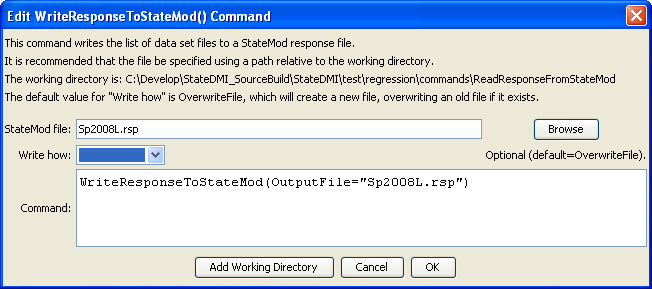 Edit WriteResponseToStateMod() Command
This command writes the list of data set files to a StateMod response file.
It is recommended that the file be specified using a path relative to the working directory.
The working directory is: C:\Develop\StateDMI_SourceBuild\StateDMI\test\regression\commands\ReadResponseFromStateMod
The default value for "Write how" is OverwriteFile, which will create a new file, overwriting an old file if it exists.
StateMod file: Sp2008L.rsp Browse
Write how: Optional (default=OverwriteFile).
Command: WriteResponseToStateMod(OutputFile="Sp2008L.rsp")
Add Working Directory Cancel OK